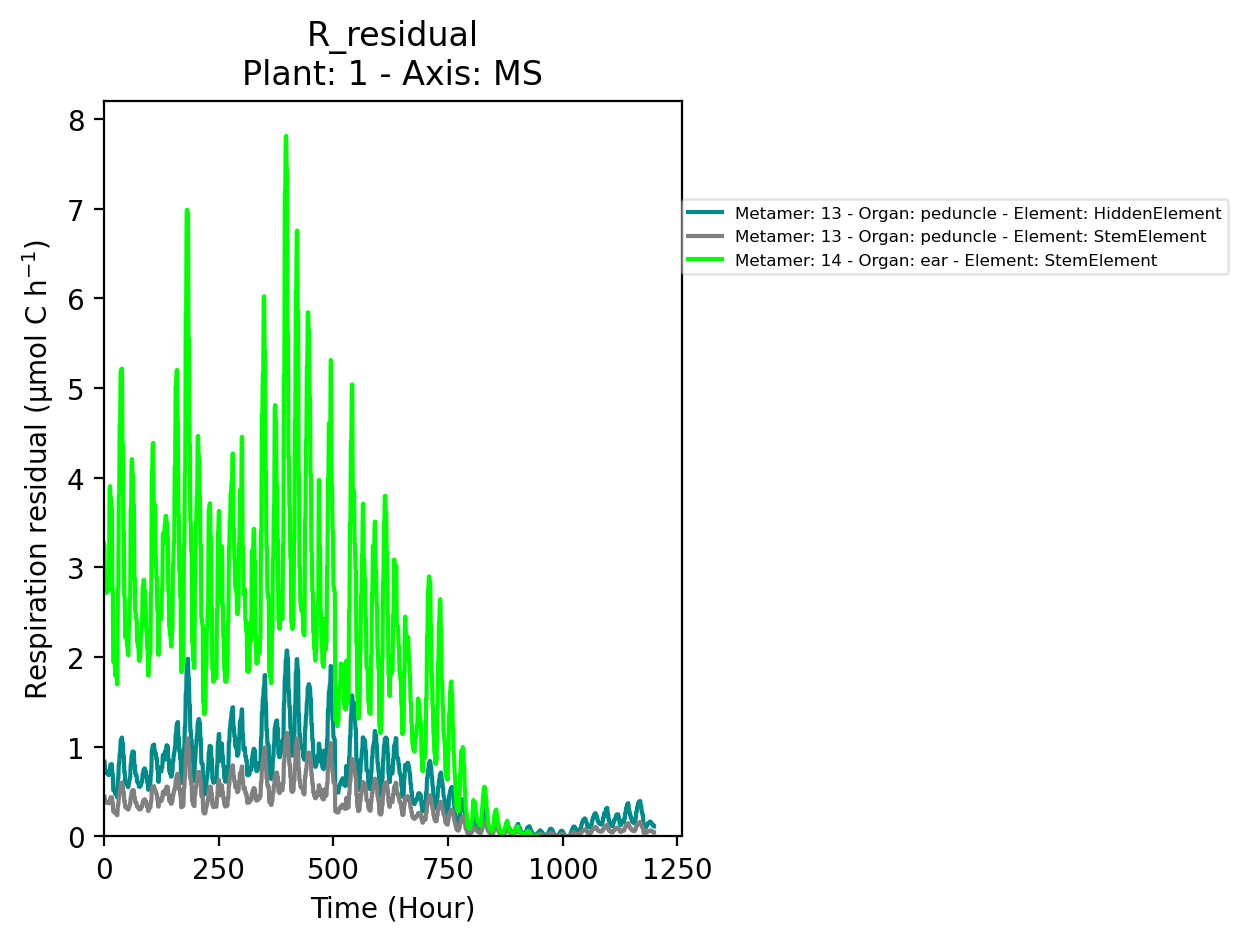 R_residual
Plant: 1 - Axis: MS
Respiration residual (µmol C h⁻¹)
8
7
6
5
4
3
2
1
0
0 250 500 750 1000 1250
Time (Hour)
Metamer: 13 - Organ: peduncle - Element: HiddenElement
Metamer: 13 - Organ: peduncle - Element: StemElement
Metamer: 14 - Organ: ear - Element: StemElement